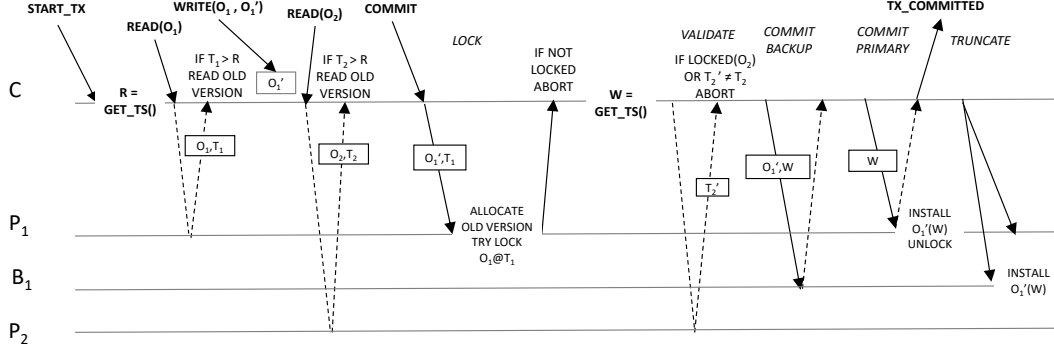 START_TX
WRITE(O₁ , O₁')
READ(O₁)
READ(O₂)
COMMIT
TX_COMMITTED
LOCK
VALIDATE
COMMIT
BACKUP
COMMIT
PRIMARY
TRUNCATE
IF T₁> R
READ OLD
VERSION
O₁'
IF T₂> R
READ OLD
VERSION
IF NOT
LOCKED
ABORT
IF LOCKED(O₂)
OR T₂' ≠ T₂
ABORT
C
R =
GET_TS()
W =
GET_TS()
O₁,T₁
O₂,T₂
O₁',T₁
T₂'
O₁',W
W
P₁
ALLOCATE
OLD VERSION
TRY LOCK
O₁@T₁
INSTALL
O₁'(W)
UNLOCK
B₁
INSTALL
O₁'(W)
P₂